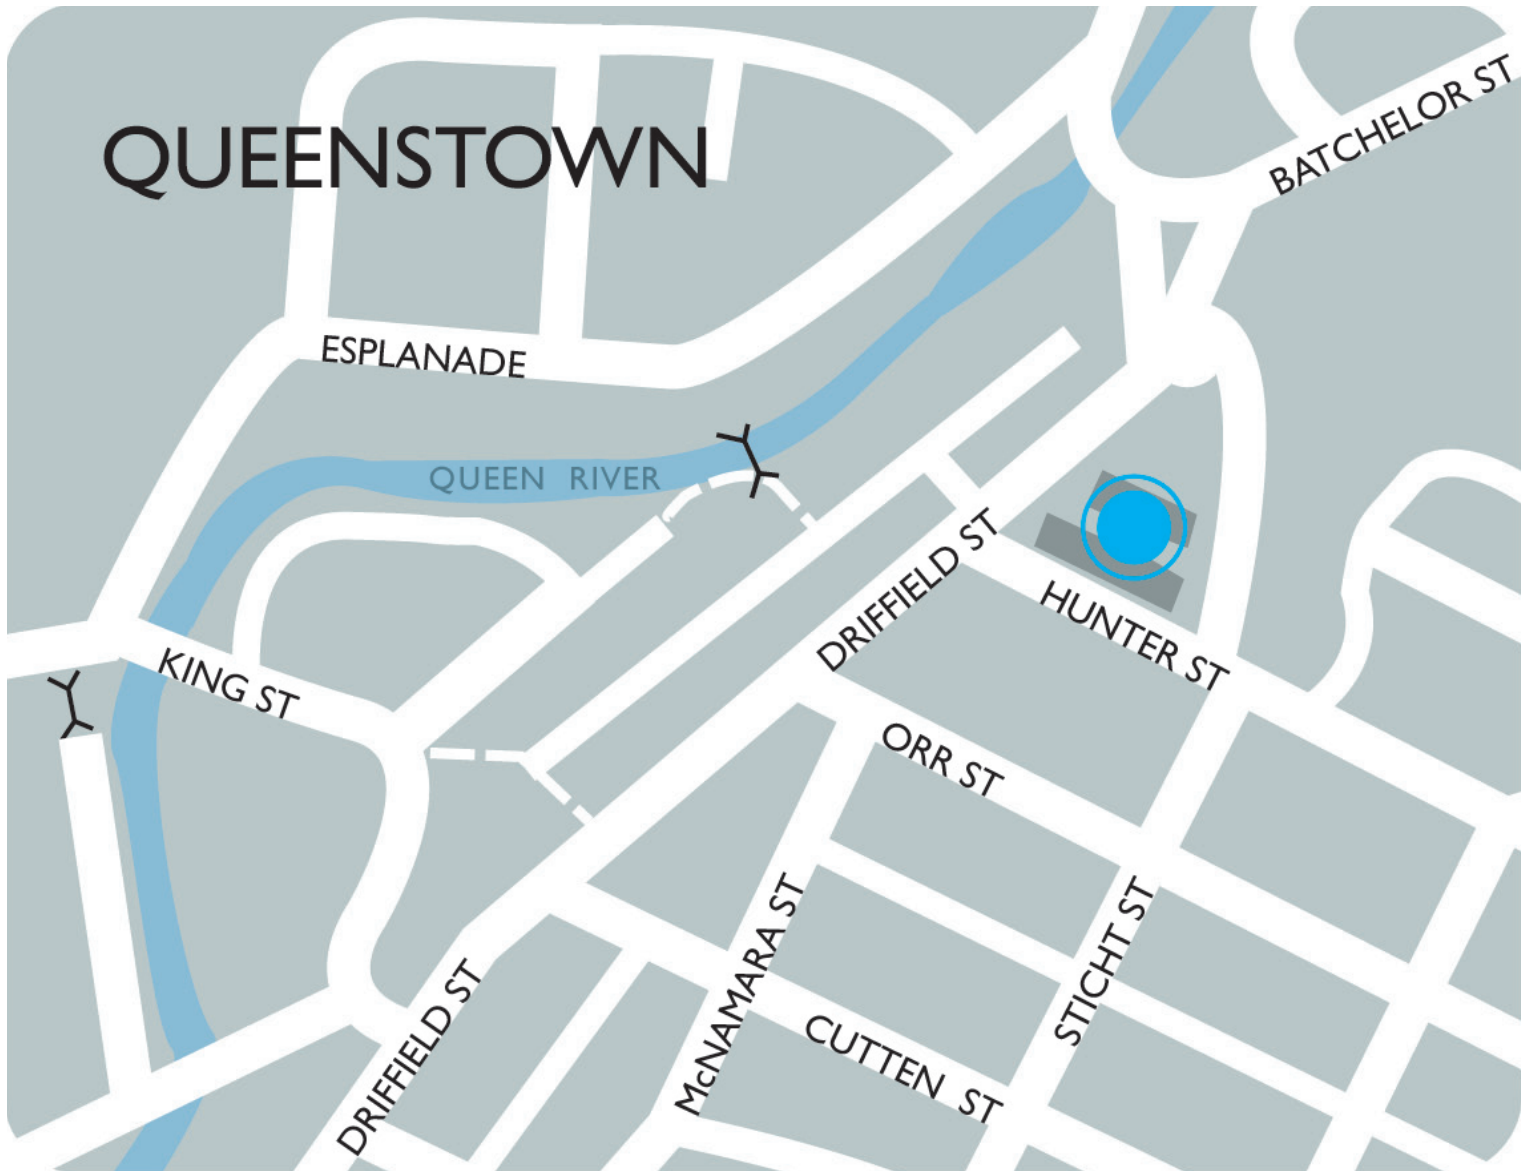 BATCHELOR ST
QUEENSTOWN
ESPLANADE
QUEEN RIVER
DRIFFIELD ST
HUNTER ST
KING ST
ORR ST
McNAMARA ST
STICHT ST
DRIFFIELD ST
CUTTEN ST